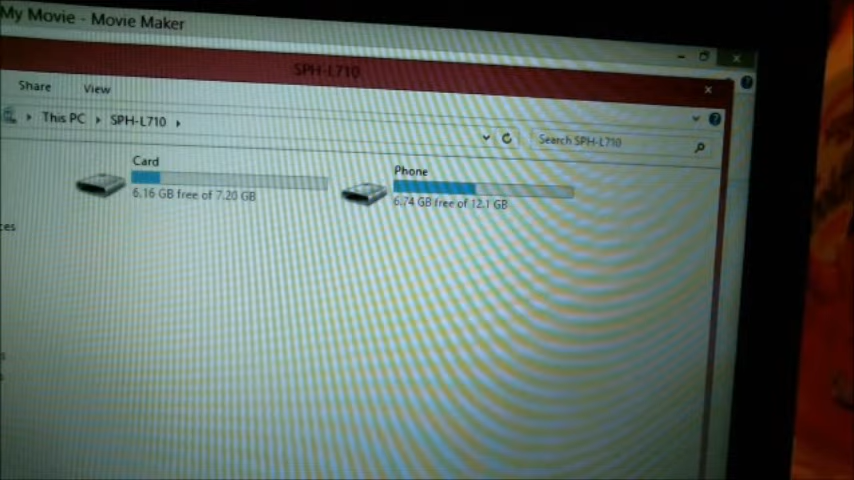 My Movie - Movie Maker
SPH-L710
Share View
This PC SPH-L710
Search SPH-L710
Card
6.16 GB free of 7.20 GB
Phone
6.74 GB free of 12.1 GB
ces